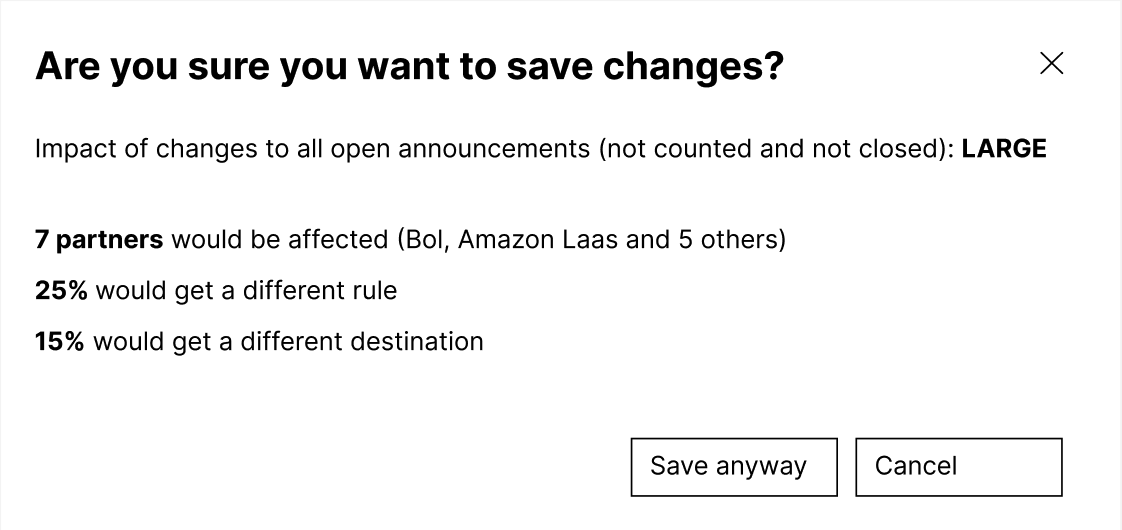 Are you sure you want to save changes?
Impact of changes to all open announcements (not counted and not closed): LARGE
7 partners would be affected (Bol, Amazon Laas and 5 others)
25% would get a different rule
15% would get a different destination
Save anyway
Cancel